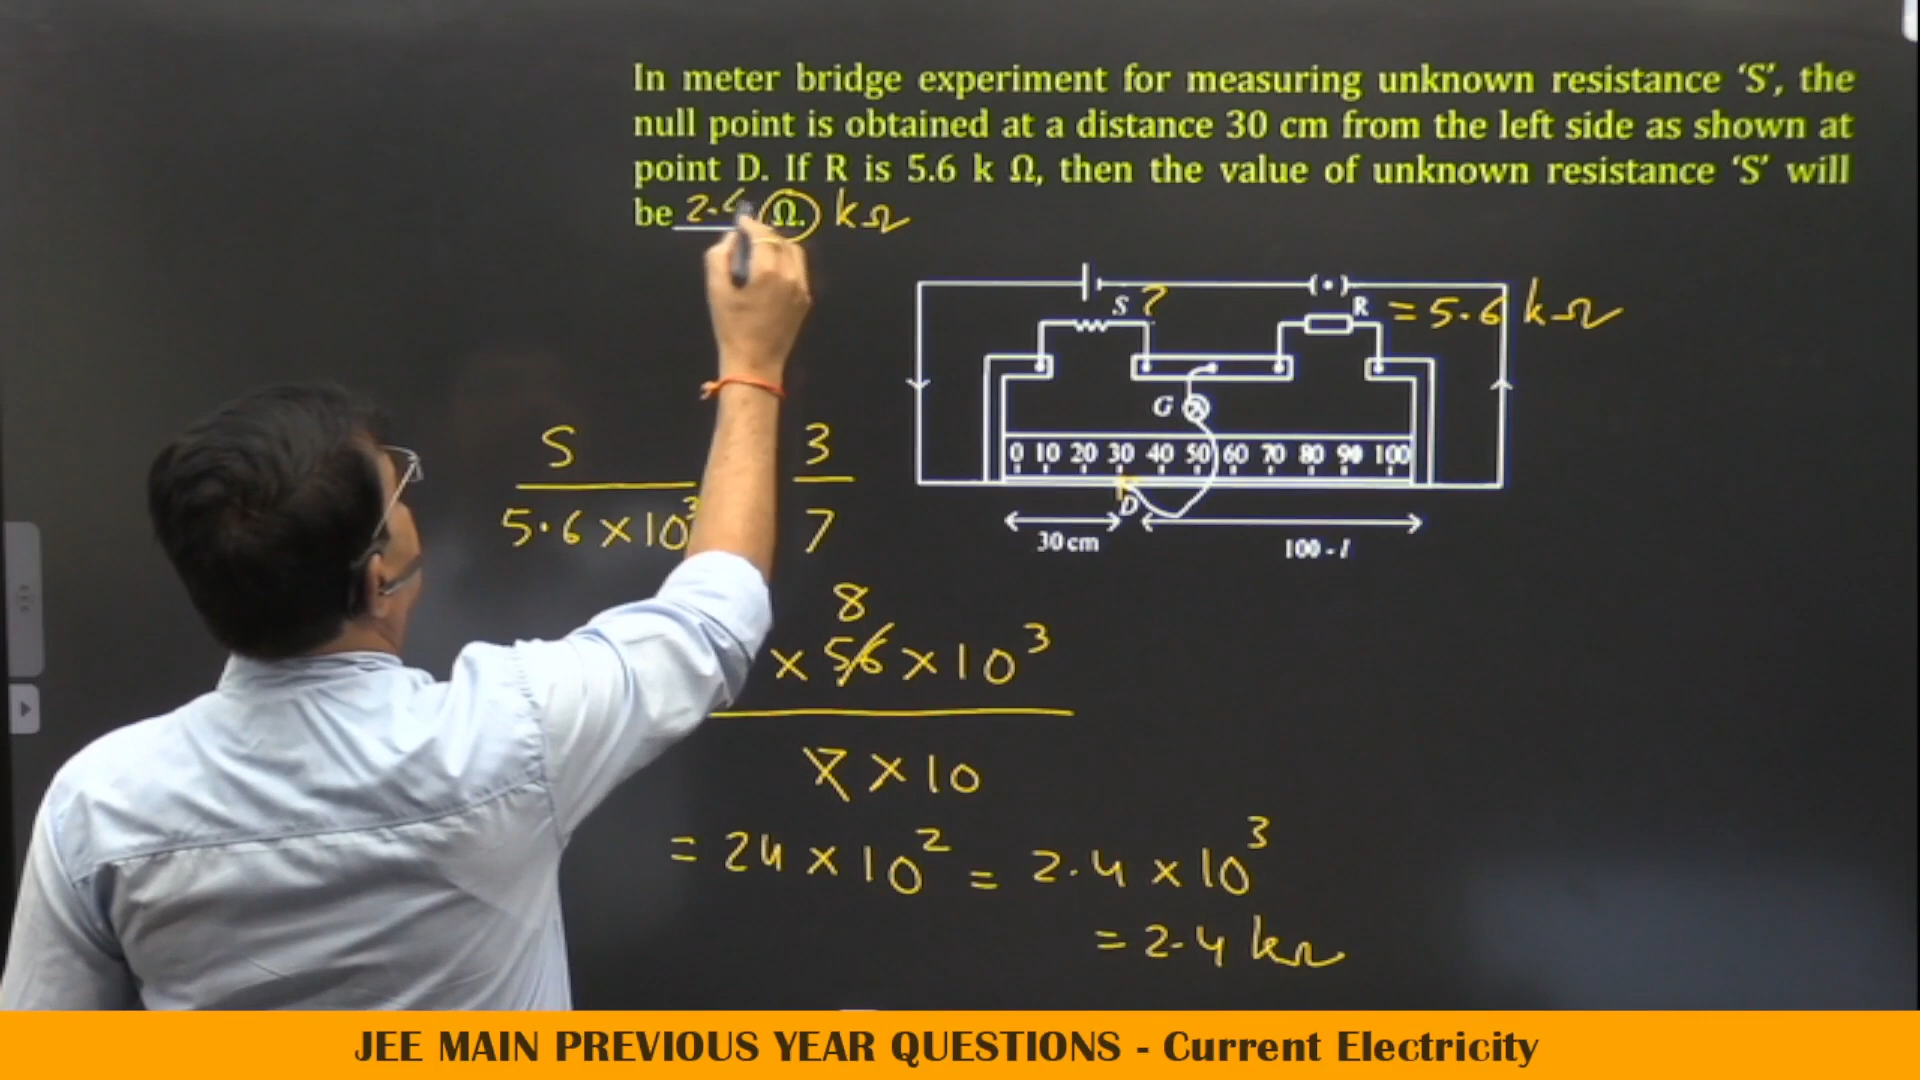 In meter bridge experiment for measuring unknown resistance ‘S’, the
null point is obtained at a distance 30 cm from the left side as shown at
point D. If R is 5.6 k Ω, then the value of unknown resistance ‘S’ will
be 2.4 Ω. k Ω
S ?
R = 5.6 k Ω
G
0 10 20 30 40 50 60 70 80 90 100
D
30 cm
100 - l
S 3
5.6 × 10³ 7
8
× 56 × 10³
7 × 10
= 24 × 10² = 2.4 × 10³
= 2.4 kΩ
JEE MAIN PREVIOUS YEAR QUESTIONS - Current Electricity